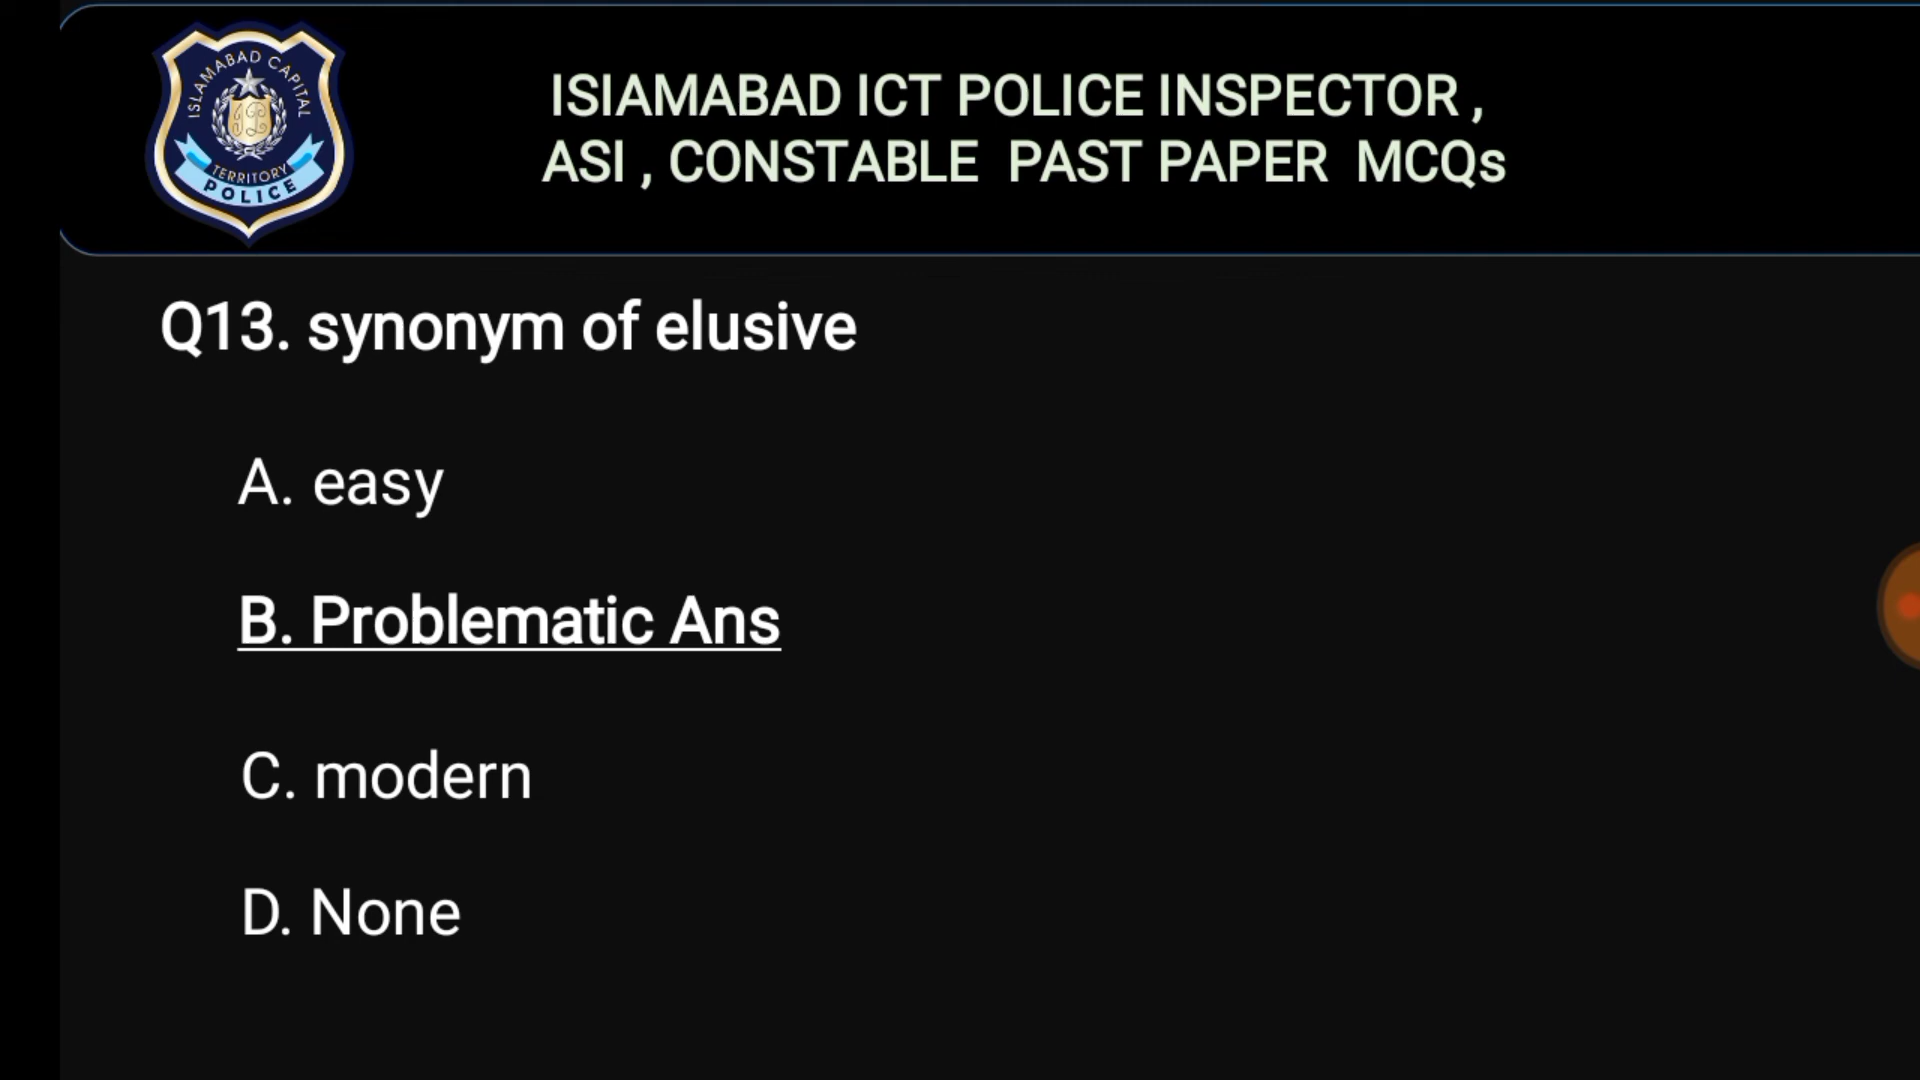 ISLAMABAD CAPITAL
TERRITORY
POLICE
ISIAMABAD ICT POLICE INSPECTOR ,
ASI , CONSTABLE PAST PAPER MCQs
Q13. synonym of elusive
A. easy
B. Problematic Ans
C. modern
D. None